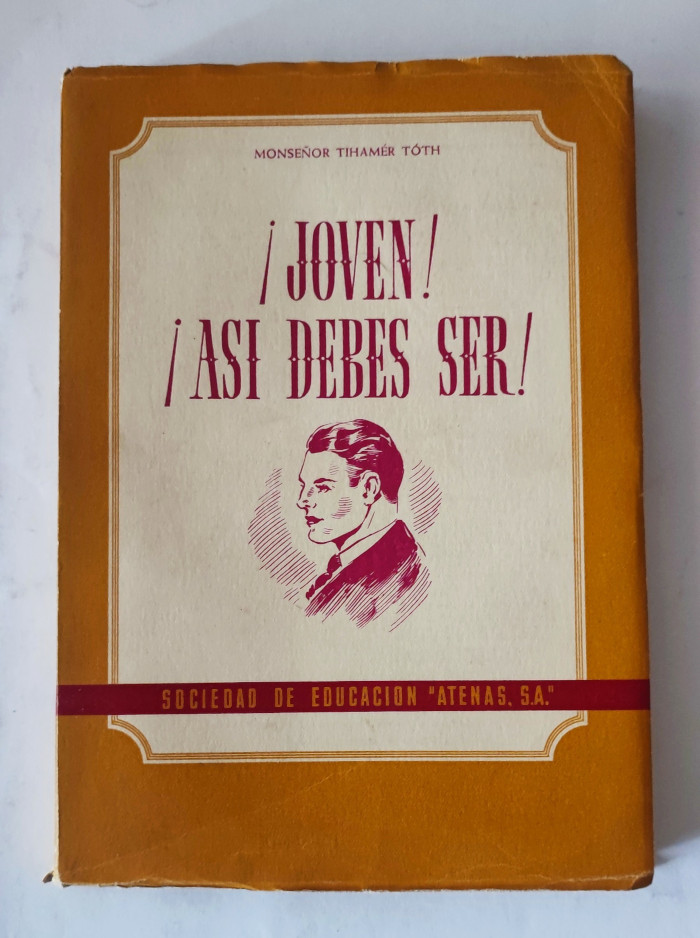 MONSEÑOR TIHAMÉR TÓTH
¡JOVEN!
¡ASI DEBES SER!
SOCIEDAD DE EDUCACION "ATENAS, S.A."